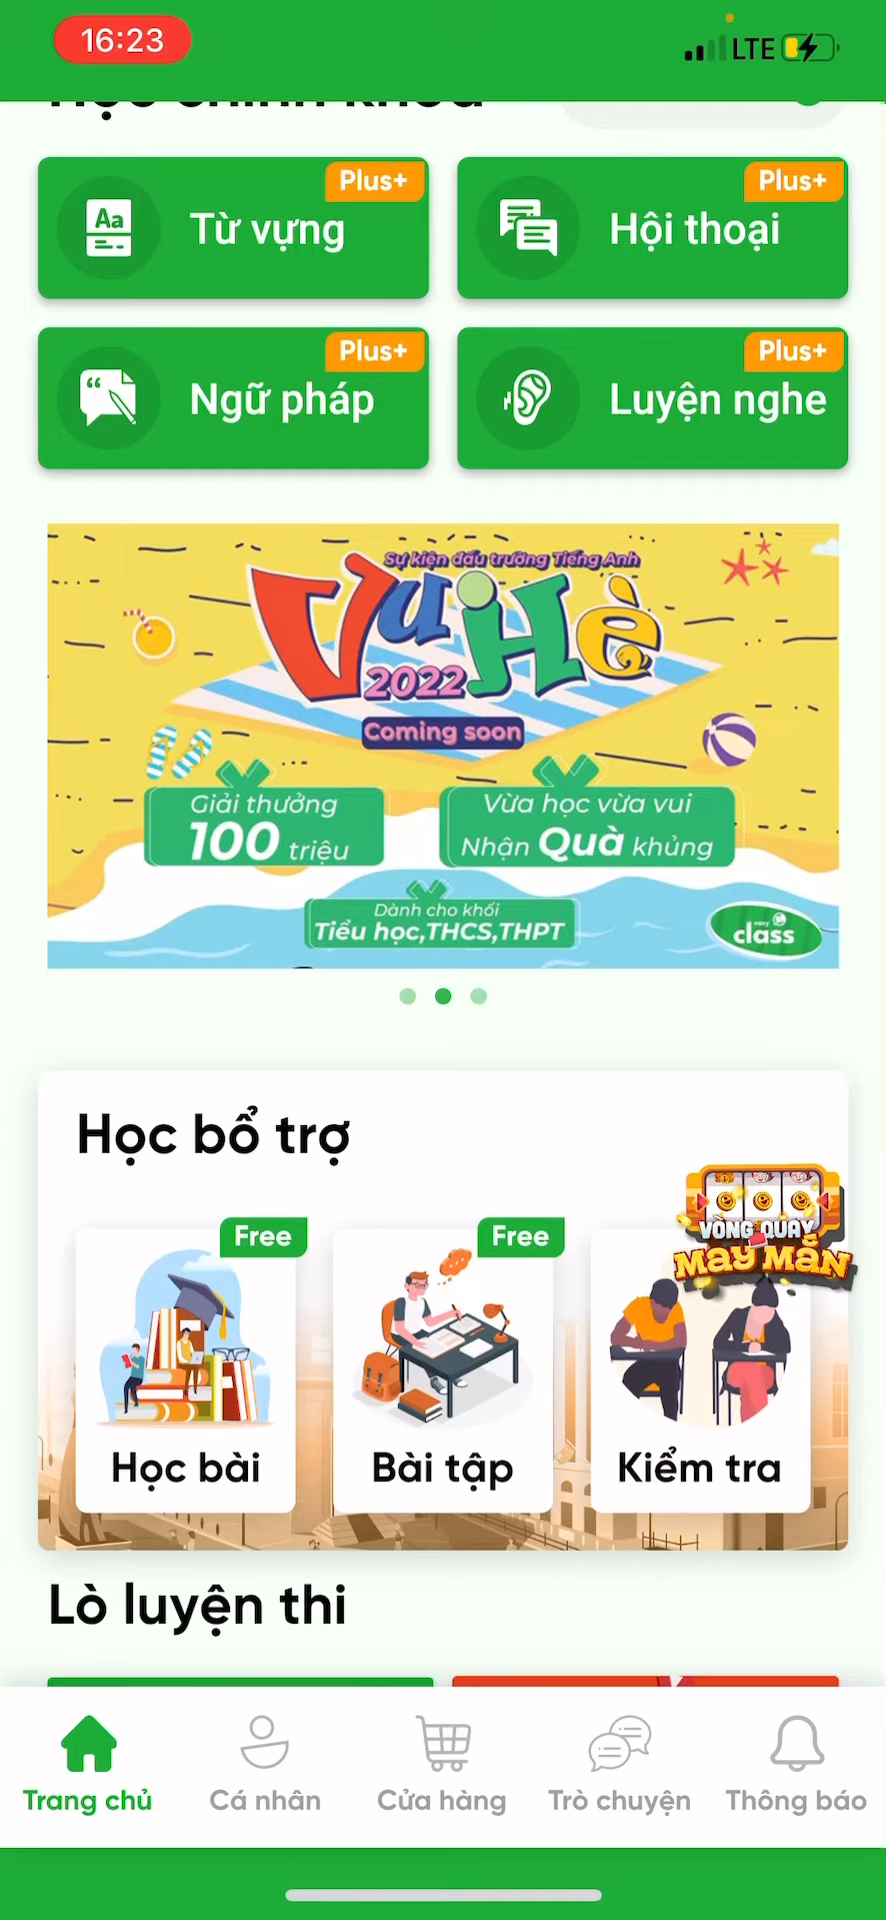 16:23
LTE
Plus+
Từ vựng
Plus+
Hội thoại
Plus+
Ngữ pháp
Plus+
Luyện nghe
Sự kiện đấu trường Tiếng Anh
Vui Hè
2022
Coming soon
Giải thưởng
100 triệu
Vừa học vừa vui
Nhận Quà khủng
Dành cho khối
Tiểu học,THCS,THPT
class
Học bổ trợ
VÒNG QUAY
MAY MẮN
Free
Học bài
Free
Bài tập
Kiểm tra
Lò luyện thi
Trang chủ
Cá nhân
Cửa hàng
Trò chuyện
Thông báo